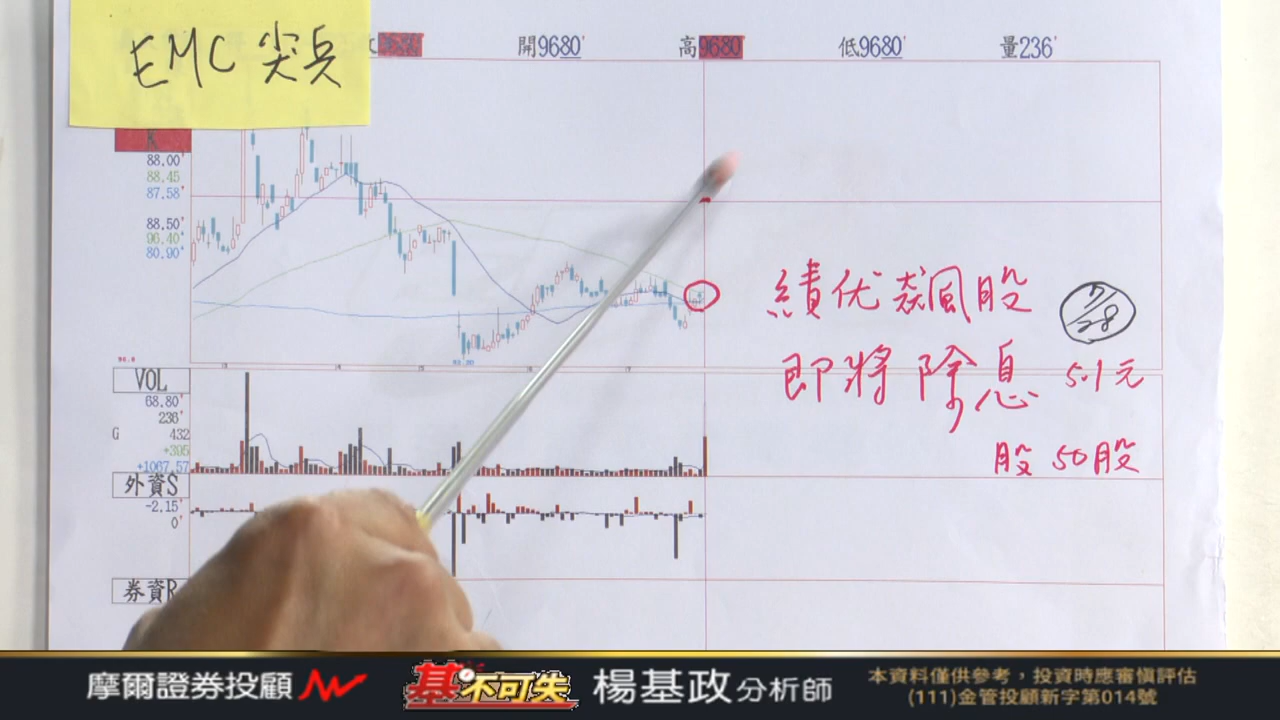 EMC 尖兵
開9680'
高9680'
低9680'
量236'
K
88.00'
88.45
87.58'
88.50'
96.40'
80.90'
績优飆風股
7/28
即將除息 5.1元
股 50股
VOL
68.80'
236'
G 432
+305
+1067.57
外資S
-2.15'
0'
券資R
摩爾證券投顧
基不可失
楊基政分析師
本資料僅供參考，投資時應審慎評估
(111)金管投顧新字第014號